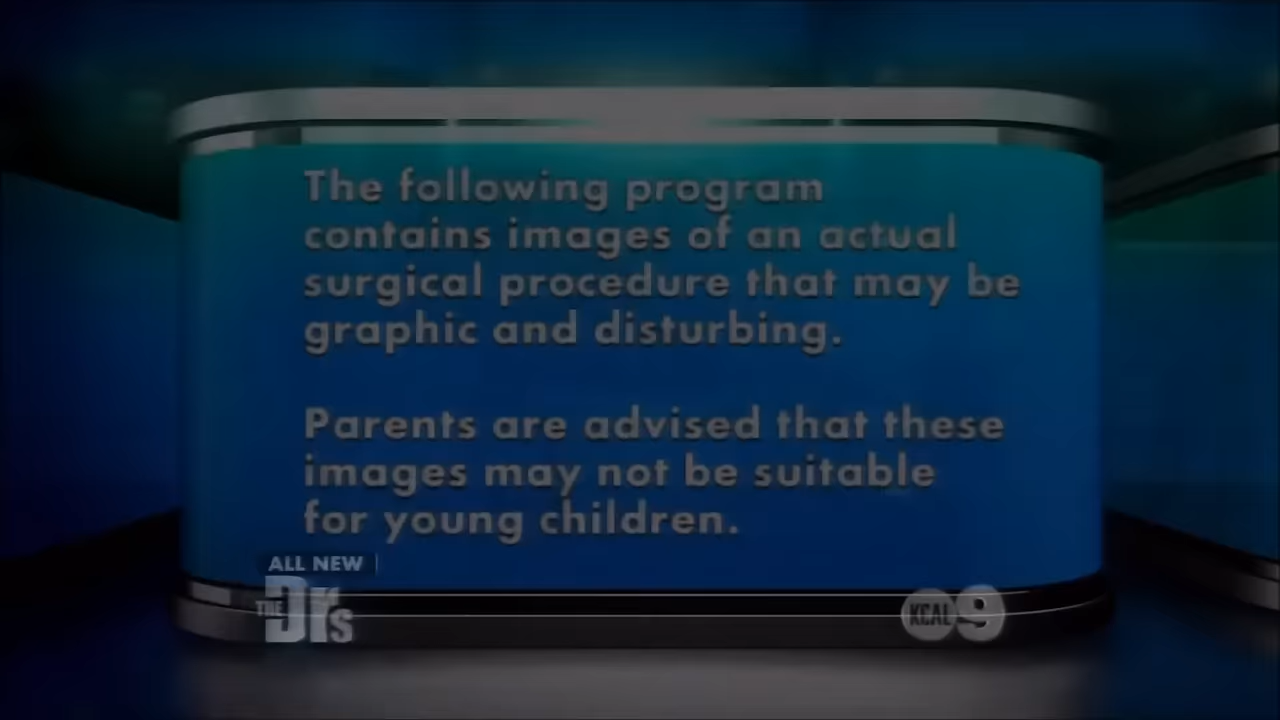 The following program
contains images of an actual
surgical procedure that may be
graphic and disturbing.
Parents are advised that these
images may not be suitable
for young children.
ALL NEW
THE Drs
KCAL 9